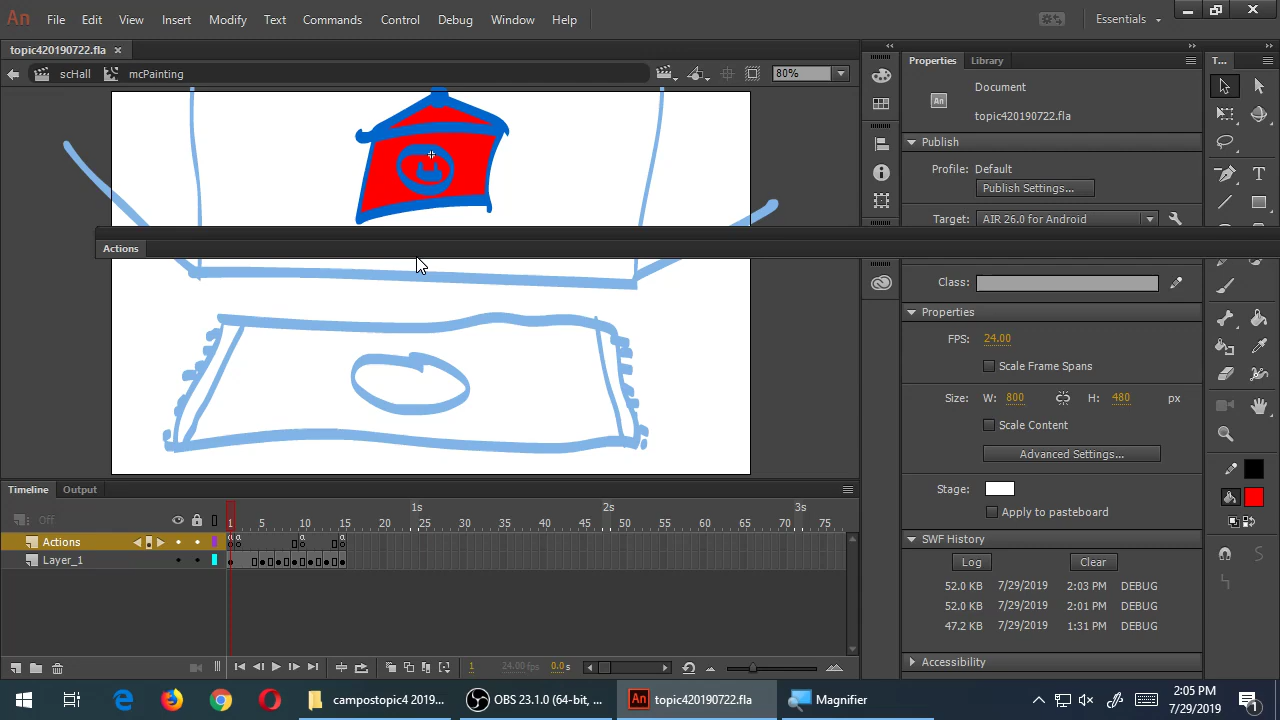 An File Edit View Insert Modify Text Commands Control Debug Window Help Essentials
topic420190722.fla ×
scHall mcPainting 80%
Properties Library T...
An Document
topic420190722.fla
Publish
Profile: Default
Publish Settings...
Target: AIR 26.0 for Android
Actions
Class:
Properties
FPS: 24.00
Scale Frame Spans
Size: W: 800 H: 480 px
Scale Content
Advanced Settings...
Stage:
Apply to pasteboard
SWF History
Log Clear
52.0 KB 7/29/2019 2:03 PM DEBUG
52.0 KB 7/29/2019 2:01 PM DEBUG
47.2 KB 7/29/2019 1:31 PM DEBUG
Accessibility
Timeline Output
1s 2s 3s
Off 1 5 10 15 20 25 30 35 40 45 50 55 60 65 70 75
Actions
Layer_1
1 24.00 fps 0.0 s
campostopic4 2019... OBS 23.1.0 (64-bit, ... An topic420190722.fla Magnifier
2:05 PM
7/29/2019
1